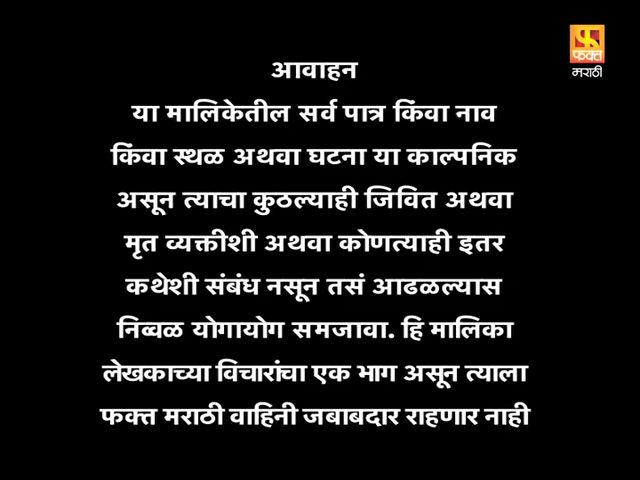 फक्त
मराठी
आवाहन
या मालिकेतील सर्व पात्र किंवा नाव
किंवा स्थळ अथवा घटना या काल्पनिक
असून त्याचा कुठल्याही जिवित अथवा
मृत व्यक्तीशी अथवा कोणत्याही इतर
कथेशी संबंध नसून तसं आढळल्यास
निव्वळ योगायोग समजावा. हि मालिका
लेखकाच्या विचारांचा एक भाग असून त्याला
फक्त मराठी वाहिनी जबाबदार राहणार नाही